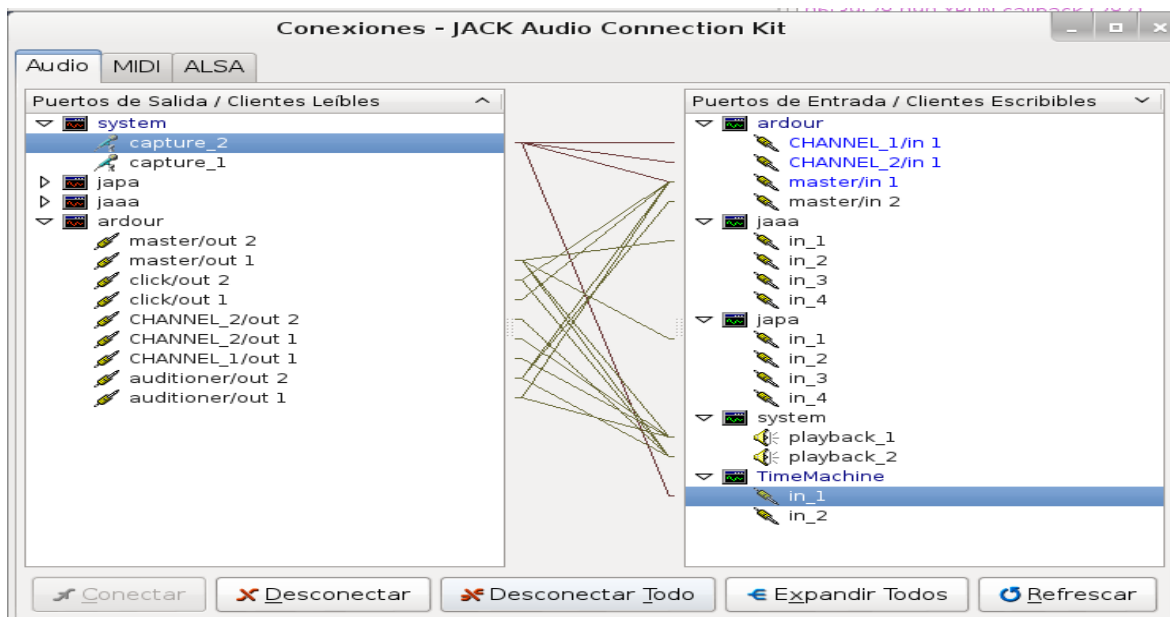 Conexiones - JACK Audio Connection Kit
Audio MIDI ALSA
Puertos de Salida / Clientes Leíbles
system
capture_2
capture_1
japa
jaaa
ardour
master/out 2
master/out 1
click/out 2
click/out 1
CHANNEL_2/out 2
CHANNEL_2/out 1
CHANNEL_1/out 1
auditioner/out 2
auditioner/out 1
Puertos de Entrada / Clientes Escribibles
ardour
CHANNEL_1/in 1
CHANNEL_2/in 1
master/in 1
master/in 2
jaaa
in_1
in_2
in_3
in_4
japa
in_1
in_2
in_3
in_4
system
playback_1
playback_2
TimeMachine
in_1
in_2
Conectar Desconectar Desconectar Todo Expandir Todos Refrescar